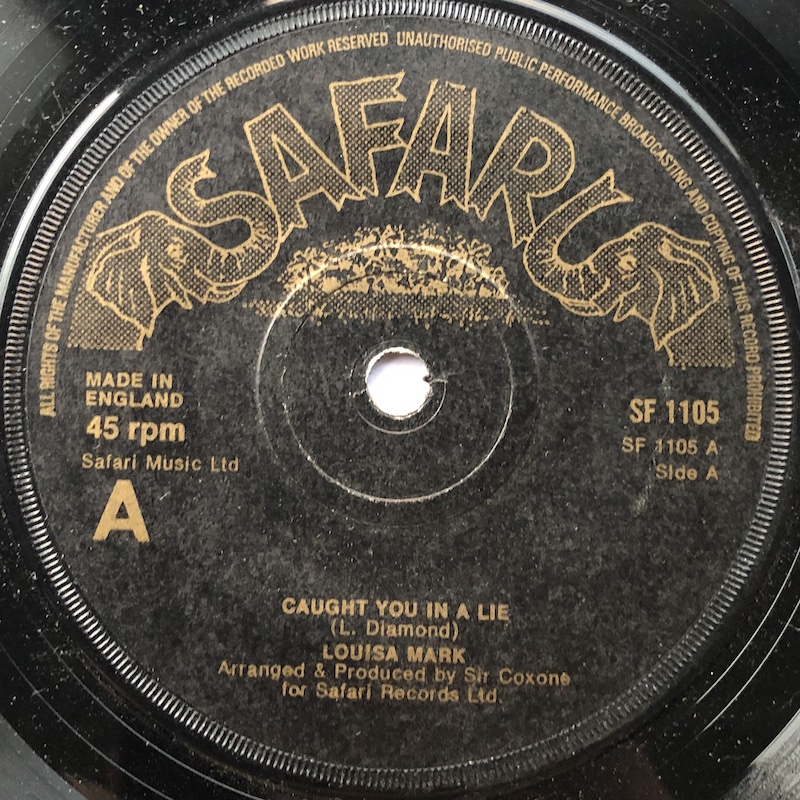 ALL RIGHTS OF THE MANUFACTURER AND OF THE OWNER OF THE RECORDED WORK RESERVED UNAUTHORISED PUBLIC PERFORMANCE BROADCASTING AND COPYING OF THIS RECORD PROHIBITED
SAFARI
MADE IN
ENGLAND
45 rpm
Safari Music Ltd
A
SF 1105
SF 1105 A
Side A
CAUGHT YOU IN A LIE
(L. Diamond)
LOUISA MARK
Arranged & Produced by Sir Coxone
for Safari Records Ltd.